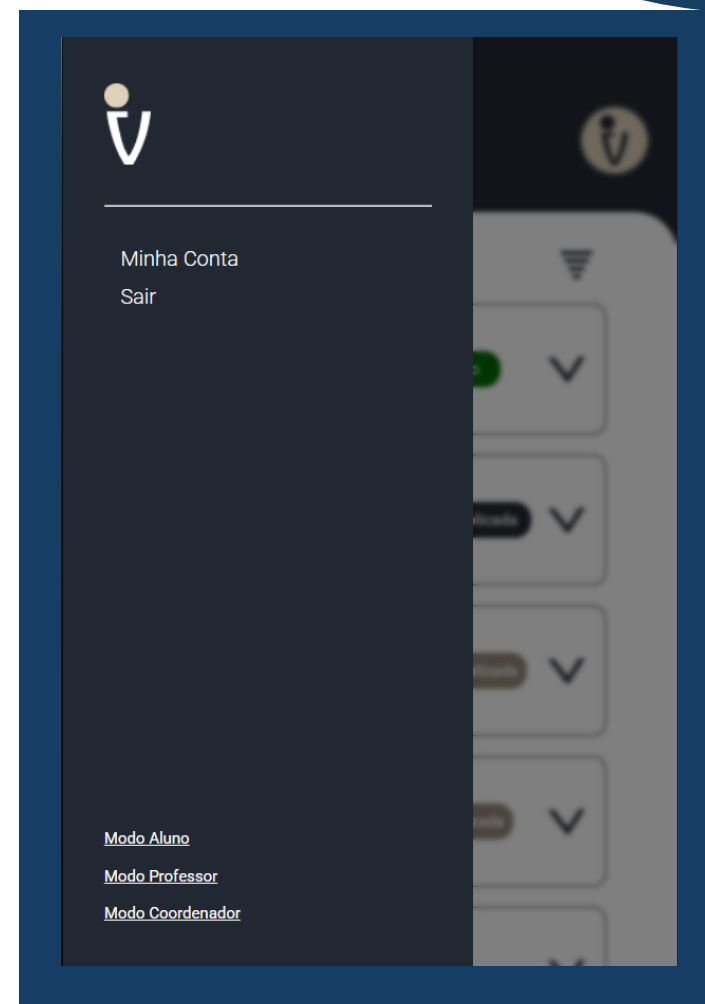 Minha Conta
Sair
Modo Aluno
Modo Professor
Modo Coordenador